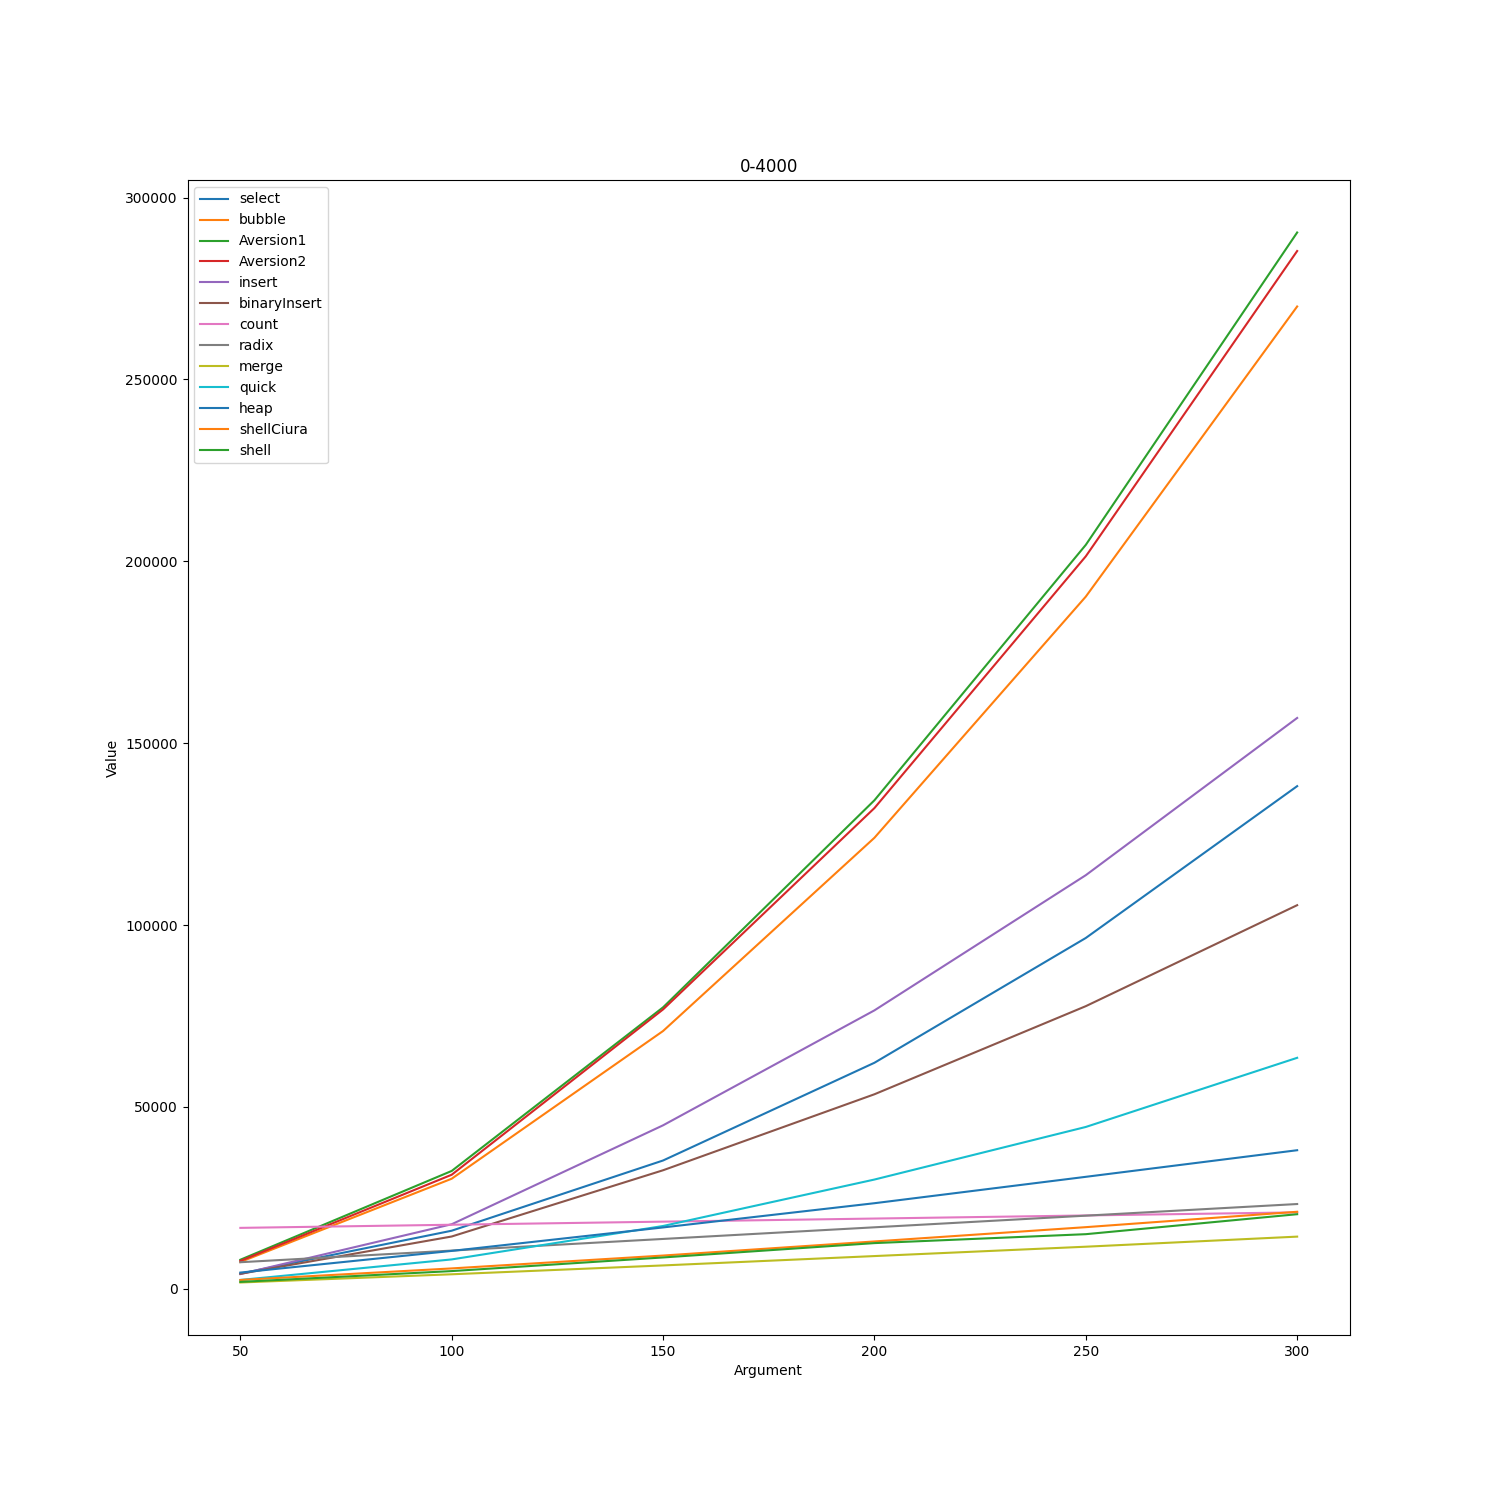 0-4000
300000
250000
200000
150000
100000
50000
0
Value
select
bubble
Aversion1
Aversion2
insert
binaryInsert
count
radix
merge
quick
heap
shellCiura
shell
50 100 150 200 250 300
Argument